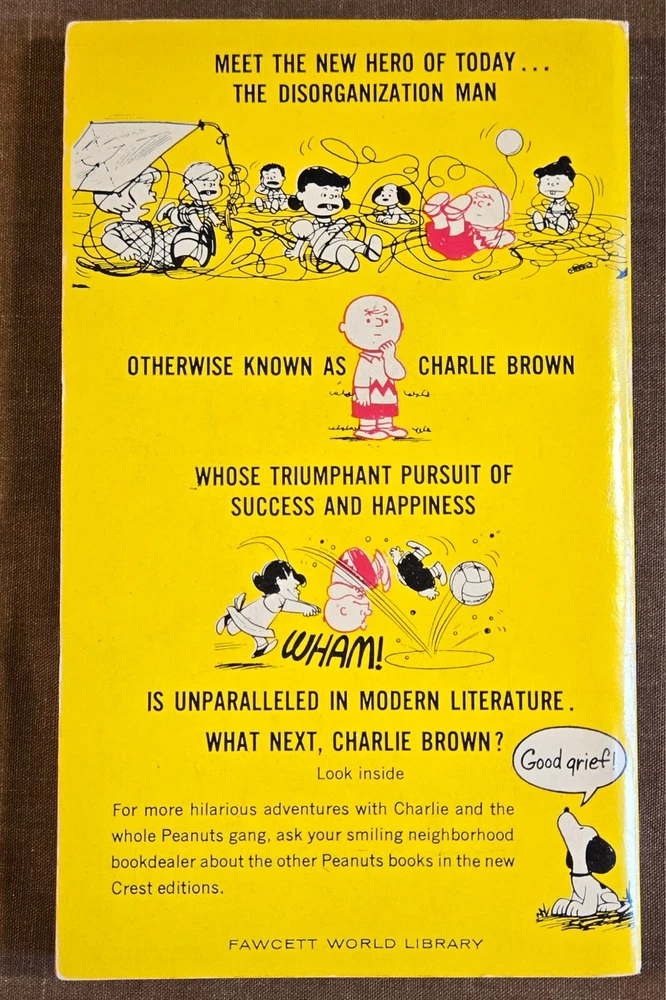 MEET THE NEW HERO OF TODAY...
THE DISORGANIZATION MAN
OTHERWISE KNOWN AS CHARLIE BROWN
WHOSE TRIUMPHANT PURSUIT OF
SUCCESS AND HAPPINESS
WHAM!
IS UNPARALLELED IN MODERN LITERATURE.
WHAT NEXT, CHARLIE BROWN?
Good grief!
Look inside
For more hilarious adventures with Charlie and the
whole Peanuts gang, ask your smiling neighborhood
bookdealer about the other Peanuts books in the new
Crest editions.
FAWCETT WORLD LIBRARY